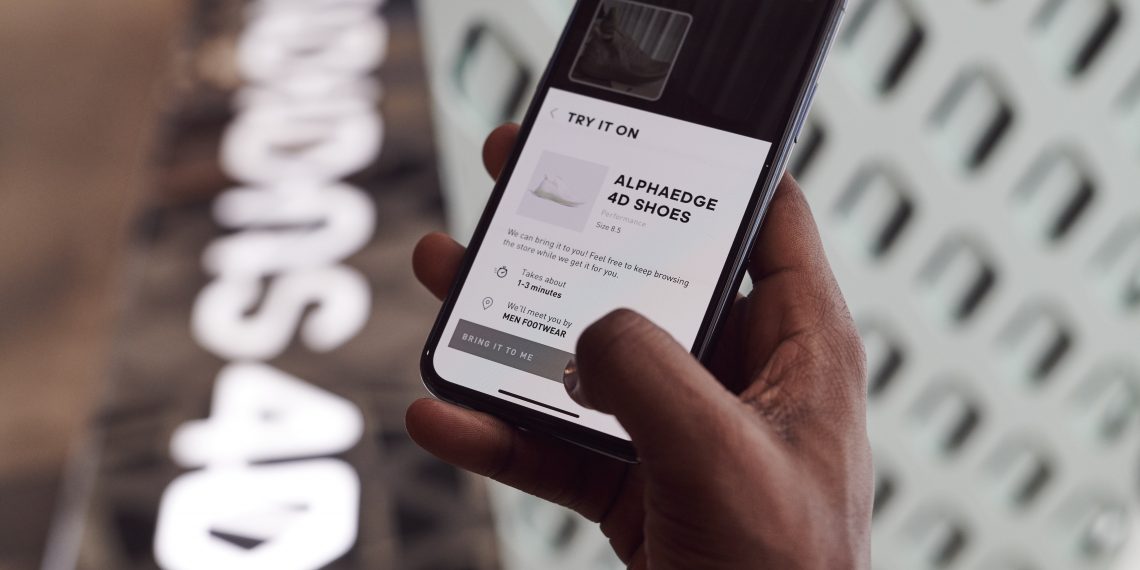 TRY IT ON
ALPHAEDGE
4D SHOES
Performance
Size 8.5
We can bring it to you! Feel free to keep browsing
the store while we get it for you.
Takes about
1-3 minutes
We'll meet you by
MEN FOOTWEAR
BRING IT TO ME